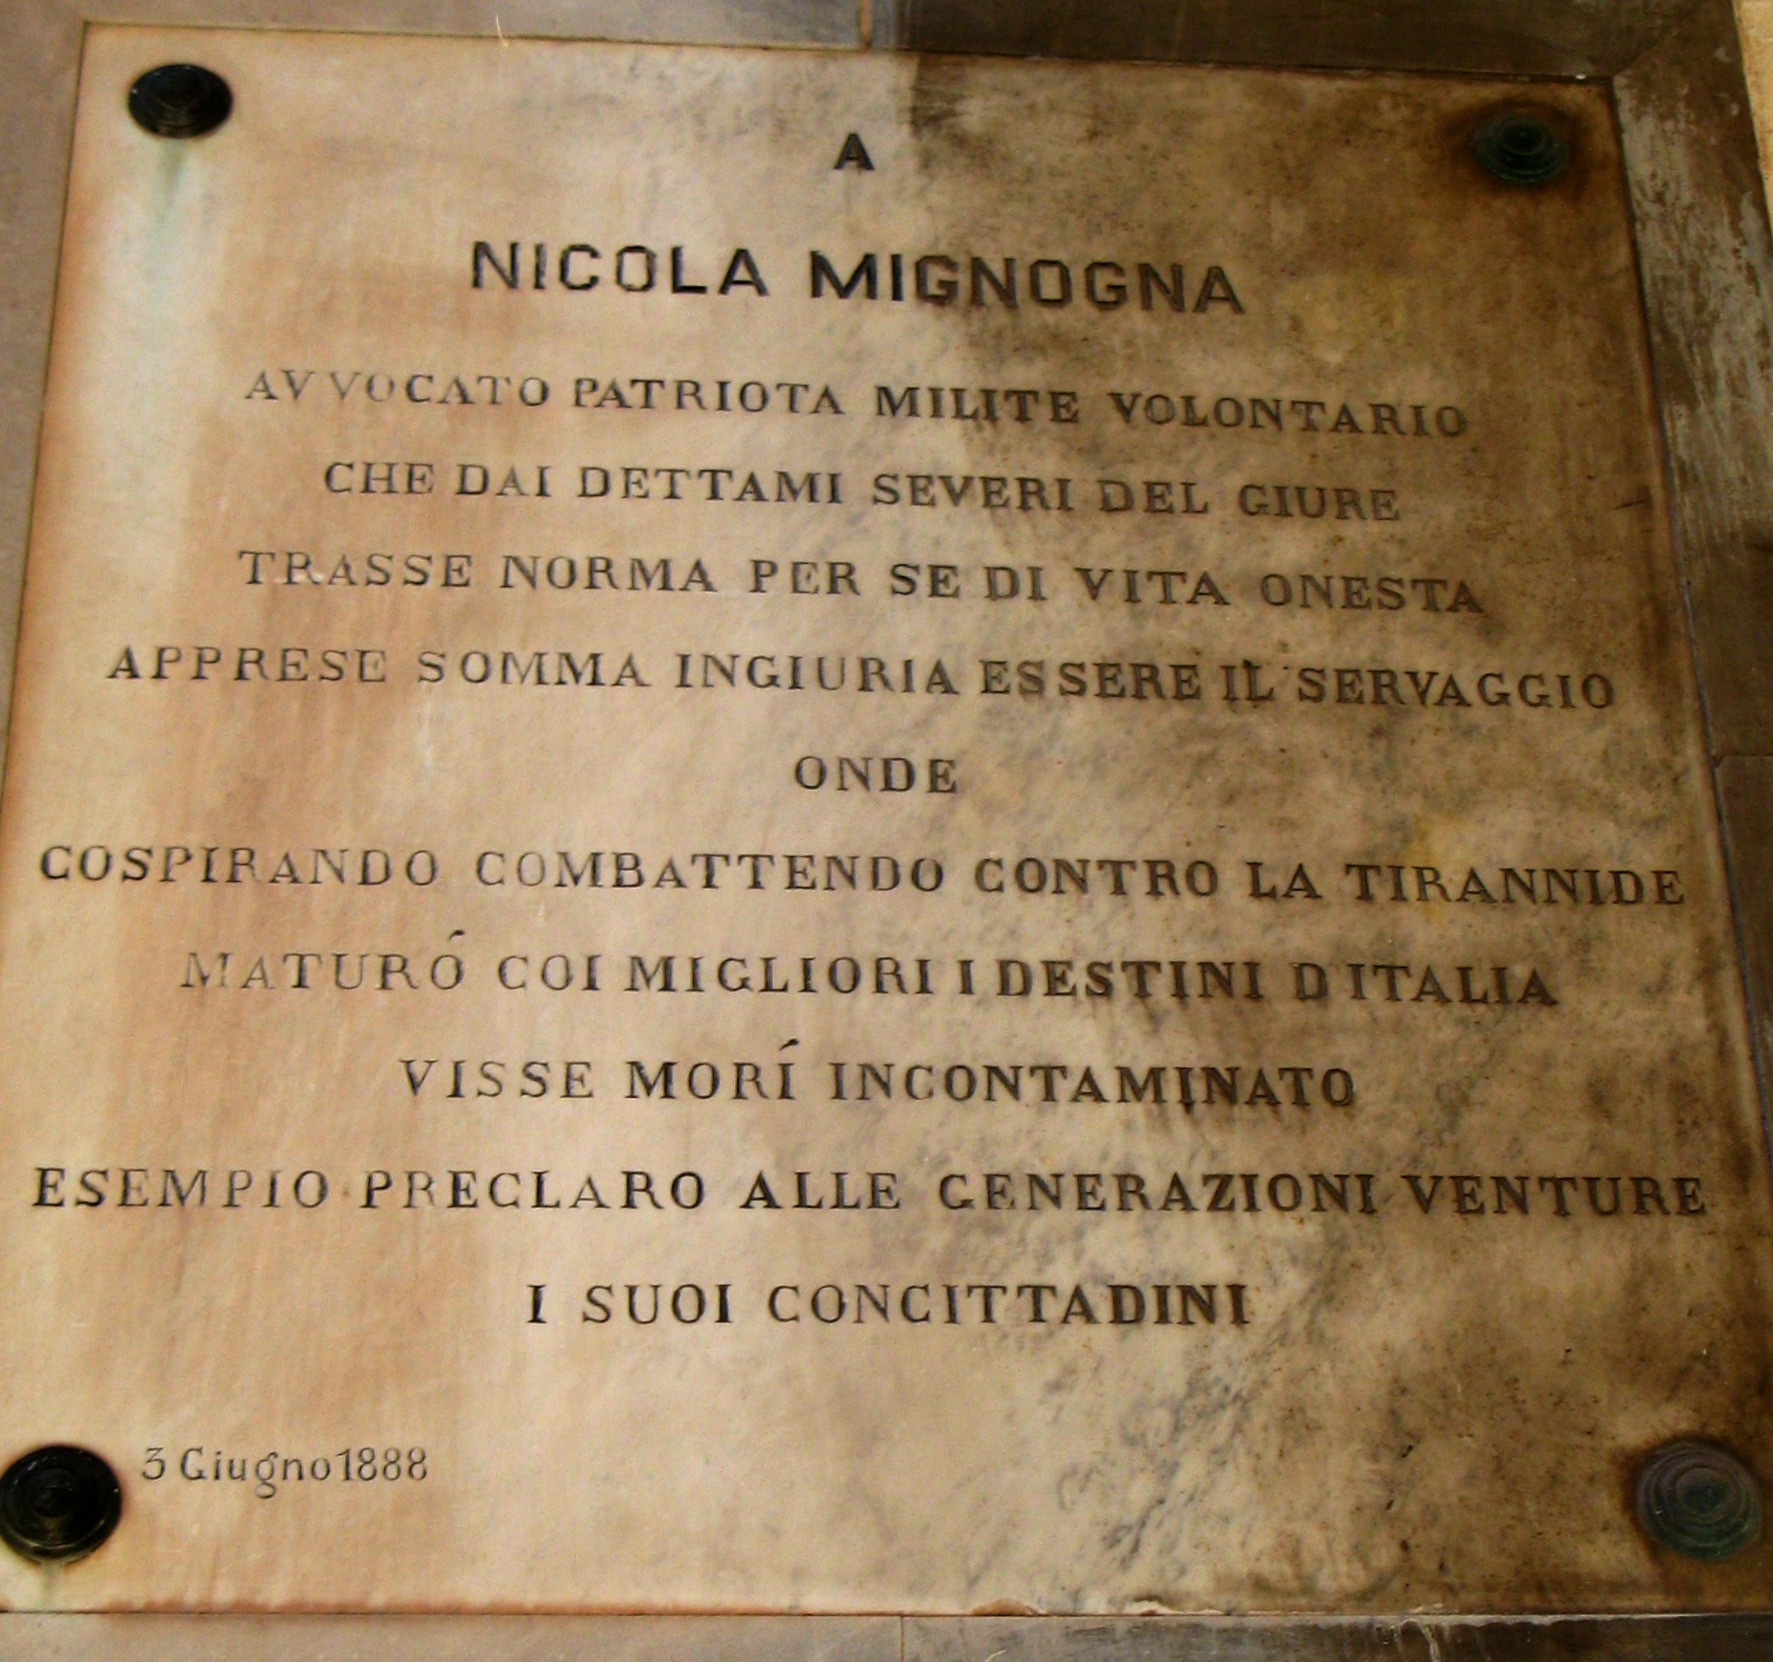 A
NICOLA MIGNOGNA
AVVOCATO PATRIOTA MILITE VOLONTARIO
CHE DAI DETTAMI SEVERI DEL GIURE
TRASSE NORMA PER SE DI VITA ONESTA
APPRESE SOMMA INGIURIA ESSERE IL SERVAGGIO
ONDE
COSPIRANDO COMBATTENDO CONTRO LA TIRANNIDE
MATURÓ COI MIGLIORI I DESTINI D'ITALIA
VISSE MORÍ INCONTAMINATO
ESEMPIO PRECLARO ALLE GENERAZIONI VENTURE
I SUOI CONCITTADINI
3 Giugno 1888